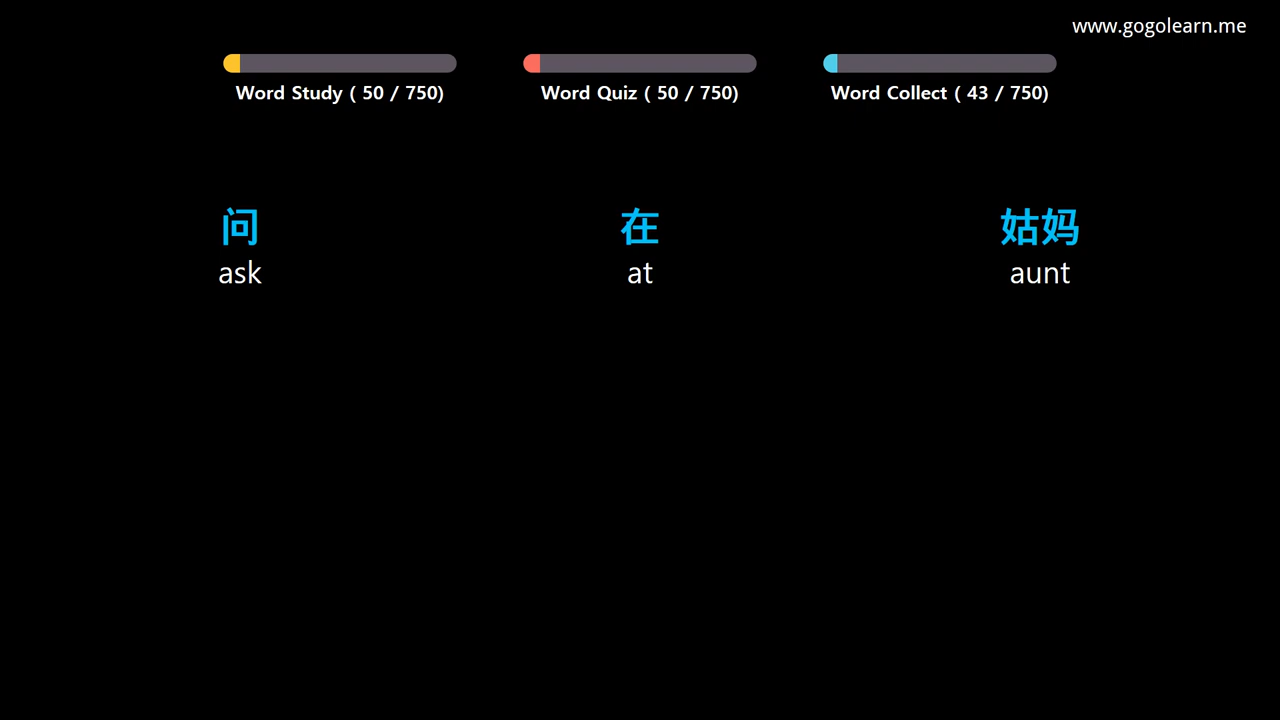 www.gogolearn.me
Word Study ( 50 / 750)
Word Quiz ( 50 / 750)
Word Collect ( 43 / 750)
问
ask
在
at
姑妈
aunt